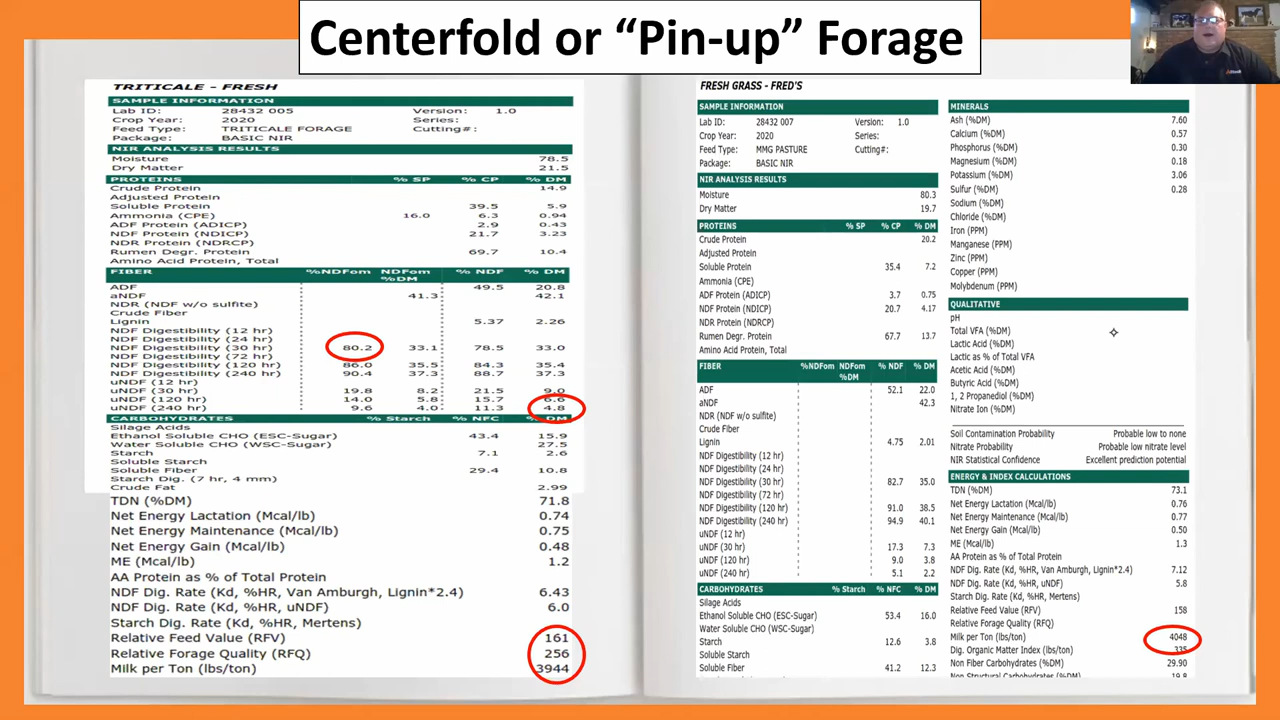 Centerfold or “Pin-up” Forage
TRITICALE - FRESH
SAMPLE INFORMATION
Lab ID: 28432 005 Version: 1.0
Crop Year: 2020 Series:
Feed Type: TRITICALE FORAGE Cutting#:
Package: BASIC NIR
NIR ANALYSIS RESULTS
Moisture 78.5
Dry Matter 21.5
PROTEINS % SP % CP % DM
Crude Protein 14.9
Adjusted Protein
Soluble Protein 39.5 5.9
Ammonia (CPE) 16.0 6.3 0.94
ADF Protein (ADICP) 2.9 0.43
NDF Protein (NDICP) 21.7 3.23
NDR Protein (NDRCP)
Rumen Degr. Protein 69.7 10.4
Amino Acid Protein, Total
FIBER %NDFom NDFom %DM % NDF % DM
ADF 49.5 20.8
aNDF 41.3 42.1
NDR (NDF w/o sulfite)
Crude Fiber
Lignin 5.37 2.26
NDF Digestibility (12 hr)
NDF Digestibility (24 hr)
NDF Digestibility (30 hr) 80.2 33.1 78.5 33.0
NDF Digestibility (72 hr)
NDF Digestibility (120 hr) 86.0 35.5 84.3 35.4
NDF Digestibility (240 hr) 90.4 37.3 88.7 37.3
uNDF (12 hr)
uNDF (30 hr) 19.8 8.2 21.5 9.0
uNDF (120 hr) 14.0 5.8 15.7 6.6
uNDF (240 hr) 9.6 4.0 11.3 4.8
CARBOHYDRATES % Starch % NFC % DM
Silage Acids
Ethanol Soluble CHO (ESC-Sugar) 43.4 15.9
Water Soluble CHO (WSC-Sugar) 27.5
Starch 7.1 2.6
Soluble Starch
Soluble Fiber 29.4 10.8
Starch Dig. (7 hr, 4 mm)
Crude Fat 2.99
TDN (%DM) 71.8
Net Energy Lactation (Mcal/lb) 0.74
Net Energy Maintenance (Mcal/lb) 0.75
Net Energy Gain (Mcal/lb) 0.48
ME (Mcal/lb) 1.2
AA Protein as % of Total Protein
NDF Dig. Rate (Kd, %HR, Van Amburgh, Lignin*2.4) 6.43
NDF Dig. Rate (Kd, %HR, uNDF) 6.0
Starch Dig. Rate (Kd, %HR, Mertens)
Relative Feed Value (RFV) 161
Relative Forage Quality (RFQ) 256
Milk per Ton (lbs/ton) 3944
FRESH GRASS - FRED'S
SAMPLE INFORMATION
Lab ID: 28432 007 Version: 1.0
Crop Year: 2020 Series:
Feed Type: MMG PASTURE Cutting#:
Package: BASIC NIR
NIR ANALYSIS RESULTS
Moisture 80.3
Dry Matter 19.7
PROTEINS % SP % CP % DM
Crude Protein 20.2
Adjusted Protein
Soluble Protein 35.4 7.2
Ammonia (CPE)
ADF Protein (ADICP) 3.7 0.75
NDF Protein (NDICP) 20.7 4.17
NDR Protein (NDRCP)
Rumen Degr. Protein 67.7 13.7
Amino Acid Protein, Total
FIBER %NDFom NDFom %DM % NDF % DM
ADF 52.1 22.0
aNDF 42.3
NDR (NDF w/o sulfite)
Crude Fiber
Lignin 4.75 2.01
NDF Digestibility (12 hr)
NDF Digestibility (24 hr)
NDF Digestibility (30 hr) 82.7 35.0
NDF Digestibility (72 hr)
NDF Digestibility (120 hr) 91.0 38.5
NDF Digestibility (240 hr) 94.9 40.1
uNDF (12 hr)
uNDF (30 hr) 17.3 7.3
uNDF (120 hr) 9.0 3.8
uNDF (240 hr) 5.1 2.2
CARBOHYDRATES % Starch % NFC % DM
Silage Acids
Ethanol Soluble CHO (ESC-Sugar) 53.4 16.0
Water Soluble CHO (WSC-Sugar)
Starch 12.6 3.8
Soluble Starch
Soluble Fiber 41.2 12.3
MINERALS
Ash (%DM) 7.60
Calcium (%DM) 0.57
Phosphorus (%DM) 0.30
Magnesium (%DM) 0.18
Potassium (%DM) 3.06
Sulfur (%DM) 0.28
Sodium (%DM)
Chloride (%DM)
Iron (PPM)
Manganese (PPM)
Zinc (PPM)
Copper (PPM)
Molybdenum (PPM)
QUALITATIVE
pH
Total VFA (%DM)
Lactic Acid (%DM)
Lactic as % of Total VFA
Acetic Acid (%DM)
Butyric Acid (%DM)
1, 2 Propanediol (%DM)
Nitrate Ion (%DM)
Soil Contamination Probability Probable low to none
Nitrate Probability Probable low nitrate level
NIR Statistical Confidence Excellent prediction potential
ENERGY & INDEX CALCULATIONS
TDN (%DM) 73.1
Net Energy Lactation (Mcal/lb) 0.76
Net Energy Maintenance (Mcal/lb) 0.77
Net Energy Gain (Mcal/lb) 0.50
ME (Mcal/lb) 1.3
AA Protein as % of Total Protein
NDF Dig. Rate (Kd, %HR, Van Amburgh, Lignin*2.4) 7.12
NDF Dig. Rate (Kd, %HR, uNDF) 5.8
Starch Dig. Rate (Kd, %HR, Mertens)
Relative Feed Value (RFV) 158
Relative Forage Quality (RFQ)
Milk per Ton (lbs/ton) 4048
Dig. Organic Matter Index (lbs/ton) 335
Non Fiber Carbohydrates (%DM) 29.90
Non Structural Carbohydrates (%DM) 19.8